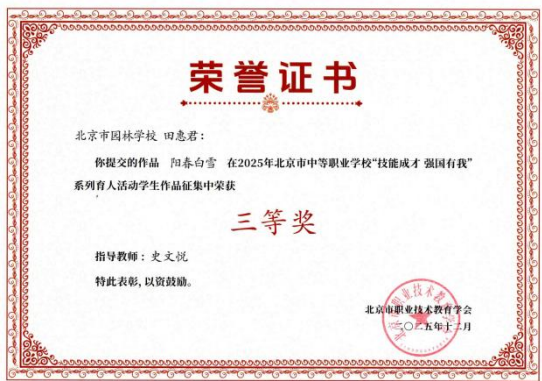 荣誉证书
北京市园林学校 田惠君：
你提交的作品 阳春白雪 在2025年北京市中等职业学校“技能成才 强国有我”
系列育人活动学生作品征集中荣获
三等奖
指导教师：史文悦
特此表彰，以资鼓励。
北京市职业技术教育学会
二〇二五年十二月